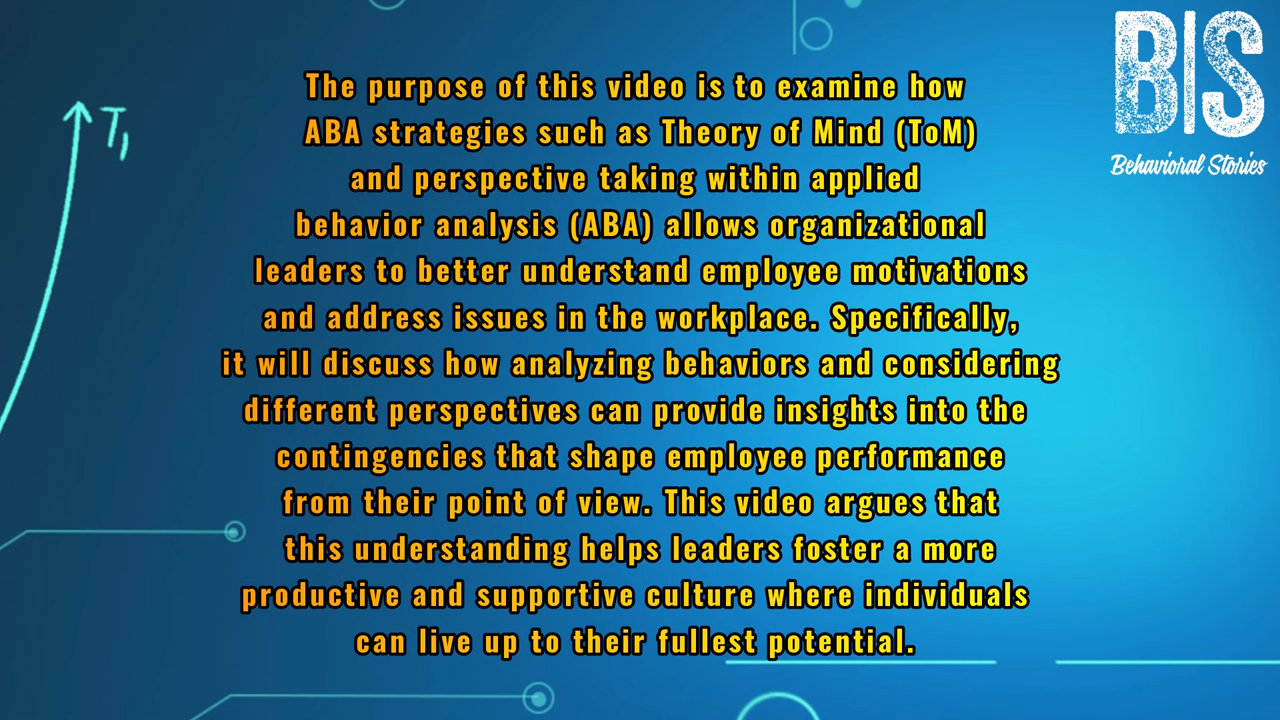 BIS
Behavioral Stories
T,
The purpose of this video is to examine how
ABA strategies such as Theory of Mind (ToM)
and perspective taking within applied
behavior analysis (ABA) allows organizational
leaders to better understand employee motivations
and address issues in the workplace. Specifically,
it will discuss how analyzing behaviors and considering
different perspectives can provide insights into the
contingencies that shape employee performance
from their point of view. This video argues that
this understanding helps leaders foster a more
productive and supportive culture where individuals
can live up to their fullest potential.